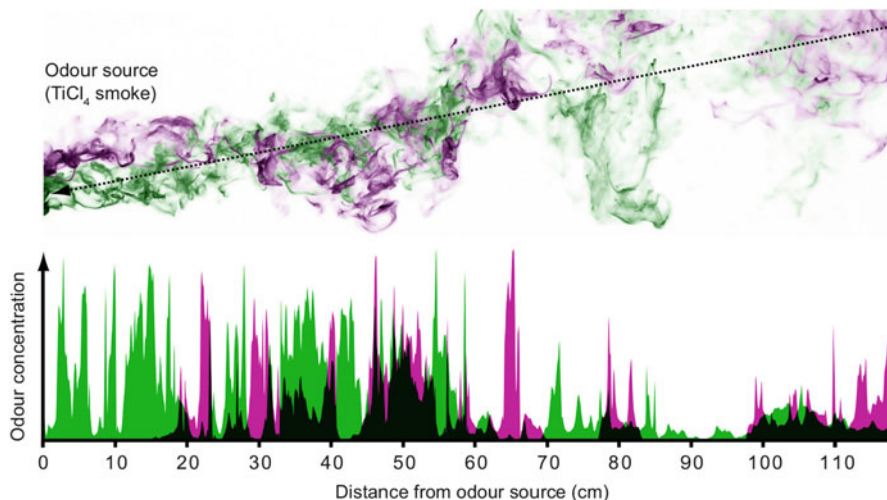 Odour source
(TiCl4 smoke)
Odour concentration
0 10 20 30 40 50 60 70 80 90 100 110
Distance from odour source (cm)